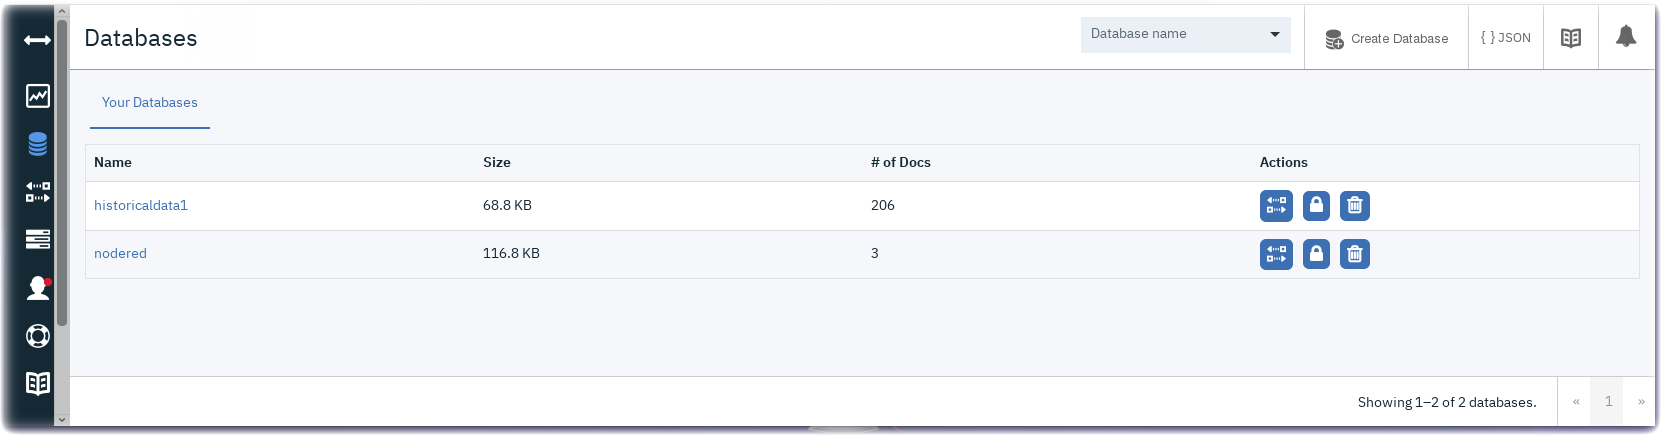 Databases
Database name
Create Database
{ } JSON
Your Databases
Name Size # of Docs Actions
historicaldata1 68.8 KB 206
nodered 116.8 KB 3
Showing 1–2 of 2 databases.
« 1 »